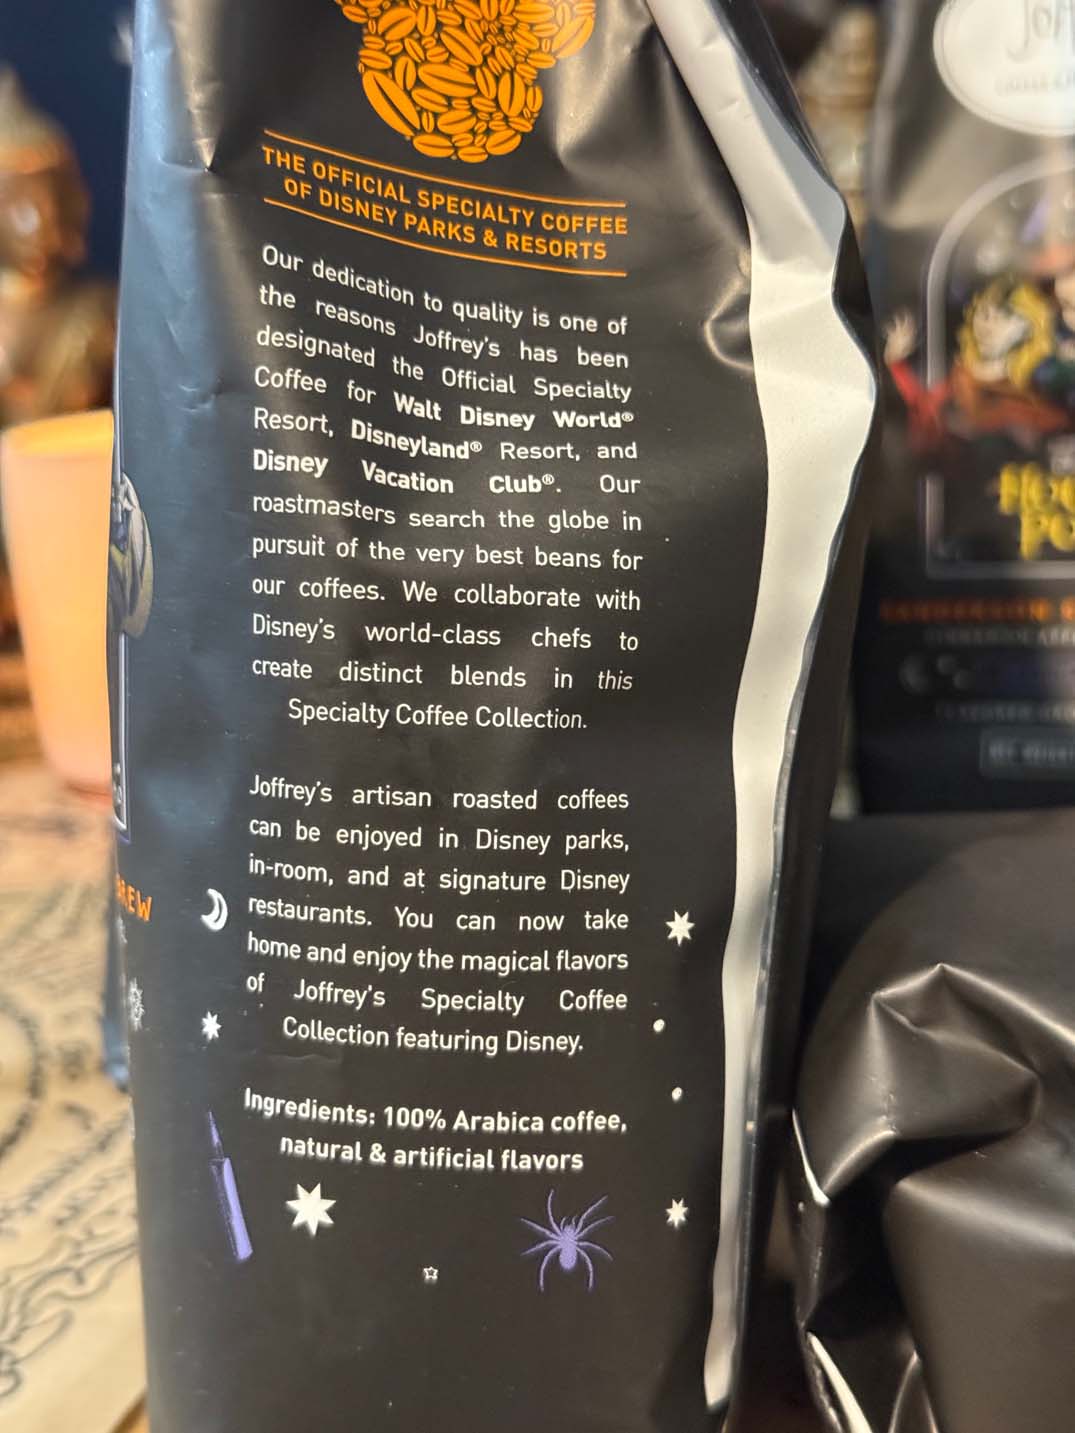 THE OFFICIAL SPECIALTY COFFEE
OF DISNEY PARKS & RESORTS
Our dedication to quality is one of
the reasons Joffrey's has been
designated the Official Specialty
Coffee for Walt Disney World®
Resort, Disneyland® Resort, and
Disney Vacation Club®. Our
roastmasters search the globe in
pursuit of the very best beans for
our coffees. We collaborate with
Disney's world-class chefs to
create distinct blends in this
Specialty Coffee Collection.
Joffrey's artisan roasted coffees
can be enjoyed in Disney parks,
in-room, and at signature Disney
restaurants. You can now take
home and enjoy the magical flavors
of Joffrey's Specialty Coffee
Collection featuring Disney.
Ingredients: 100% Arabica coffee,
natural & artificial flavors